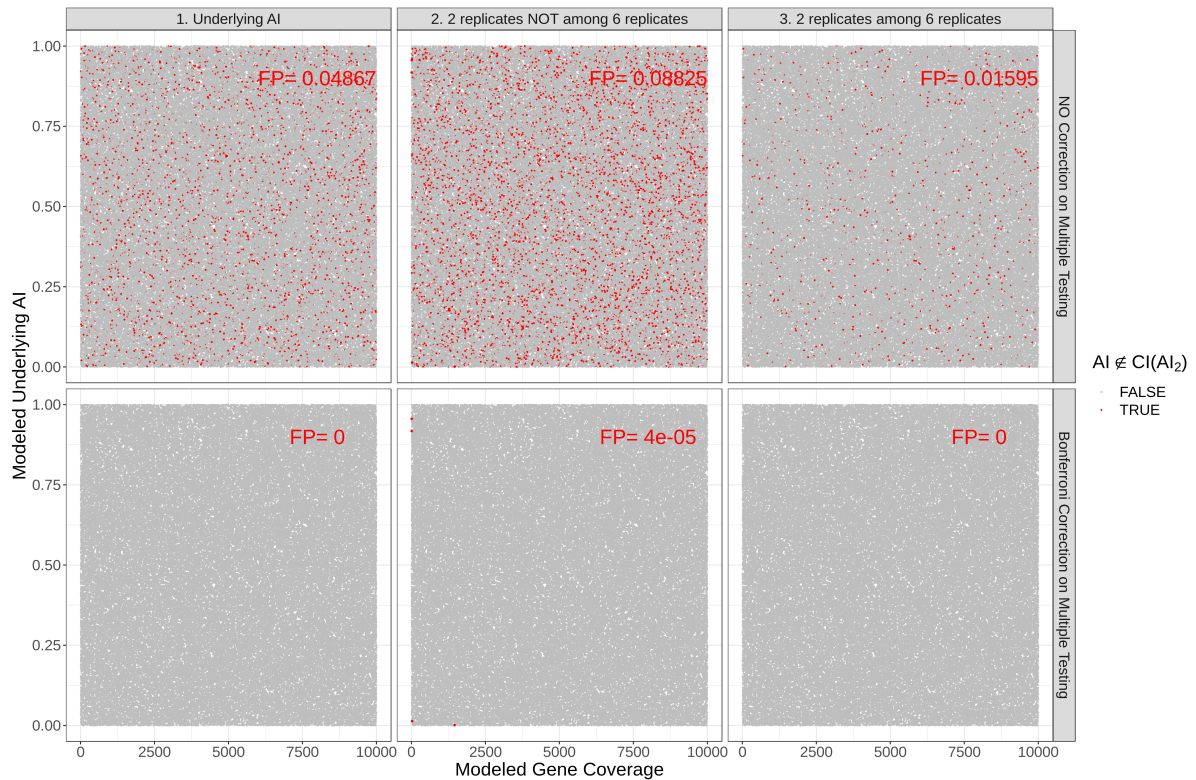 1. Underlying AI
2. 2 replicates NOT among 6 replicates
3. 2 replicates among 6 replicates
1.00
0.75
0.50
0.25
0.00
FP= 0.04867
FP= 0.08825
FP= 0.01595
NO Correction on Multiple Testing
1.00
0.75
0.50
0.25
0.00
FP= 0
FP= 4e-05
FP= 0
Bonferroni Correction on Multiple Testing
Modeled Underlying AI
0 2500 5000 7500 10000
0 2500 5000 7500 10000
0 2500 5000 7500 10000
Modeled Gene Coverage
AI ∉ CI(AI₂)
FALSE
TRUE